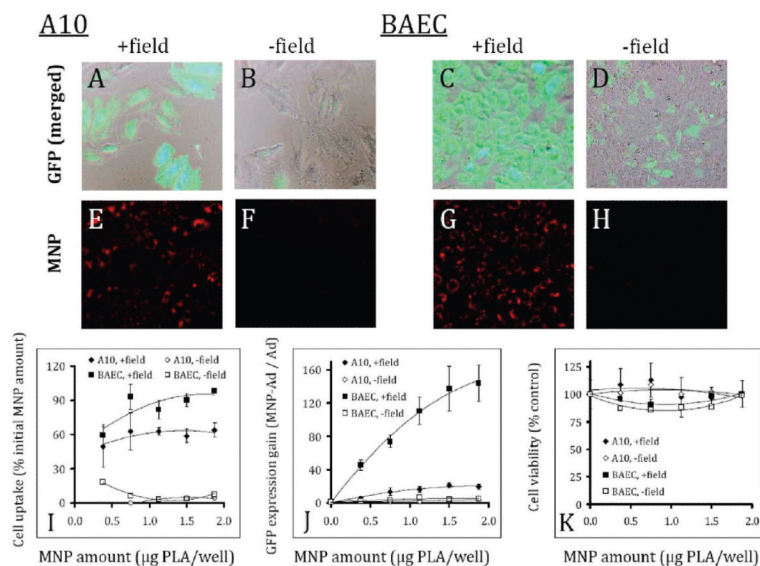 A10 BAEC
+field -field +field -field
GFP (merged)
A B C D
MNP
E F G H
Cell uptake (% initial MNP amount)
120
90
60
30
0
A10, +field A10, -field
BAEC, +field BAEC, -field
I
0.0 0.5 1.0 1.5 2.0
MNP amount (μg PLA/well)
GFP expression gain (MNP-Ad / Ad)
160
120
80
40
0
A10, +field
A10, -field
BAEC, +field
BAEC, -field
J
0.0 0.5 1.0 1.5 2.0
MNP amount (μg PLA/well)
Cell viability (% control)
125
100
75
50
25
0
A10, +field
A10, -field
BAEC, +field
BAEC, -field
K
0.0 0.5 1.0 1.5 2.0
MNP amount (μg PLA/well)